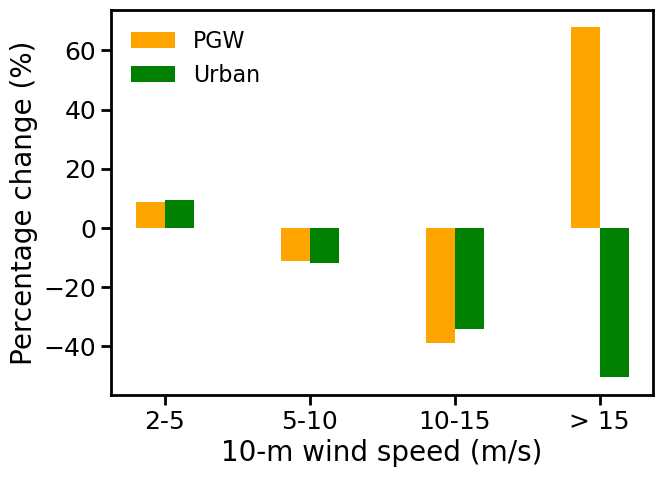 PGW
Urban
Percentage change (%)
60
40
20
0
−20
−40
2-5
5-10
10-15
> 15
10-m wind speed (m/s)